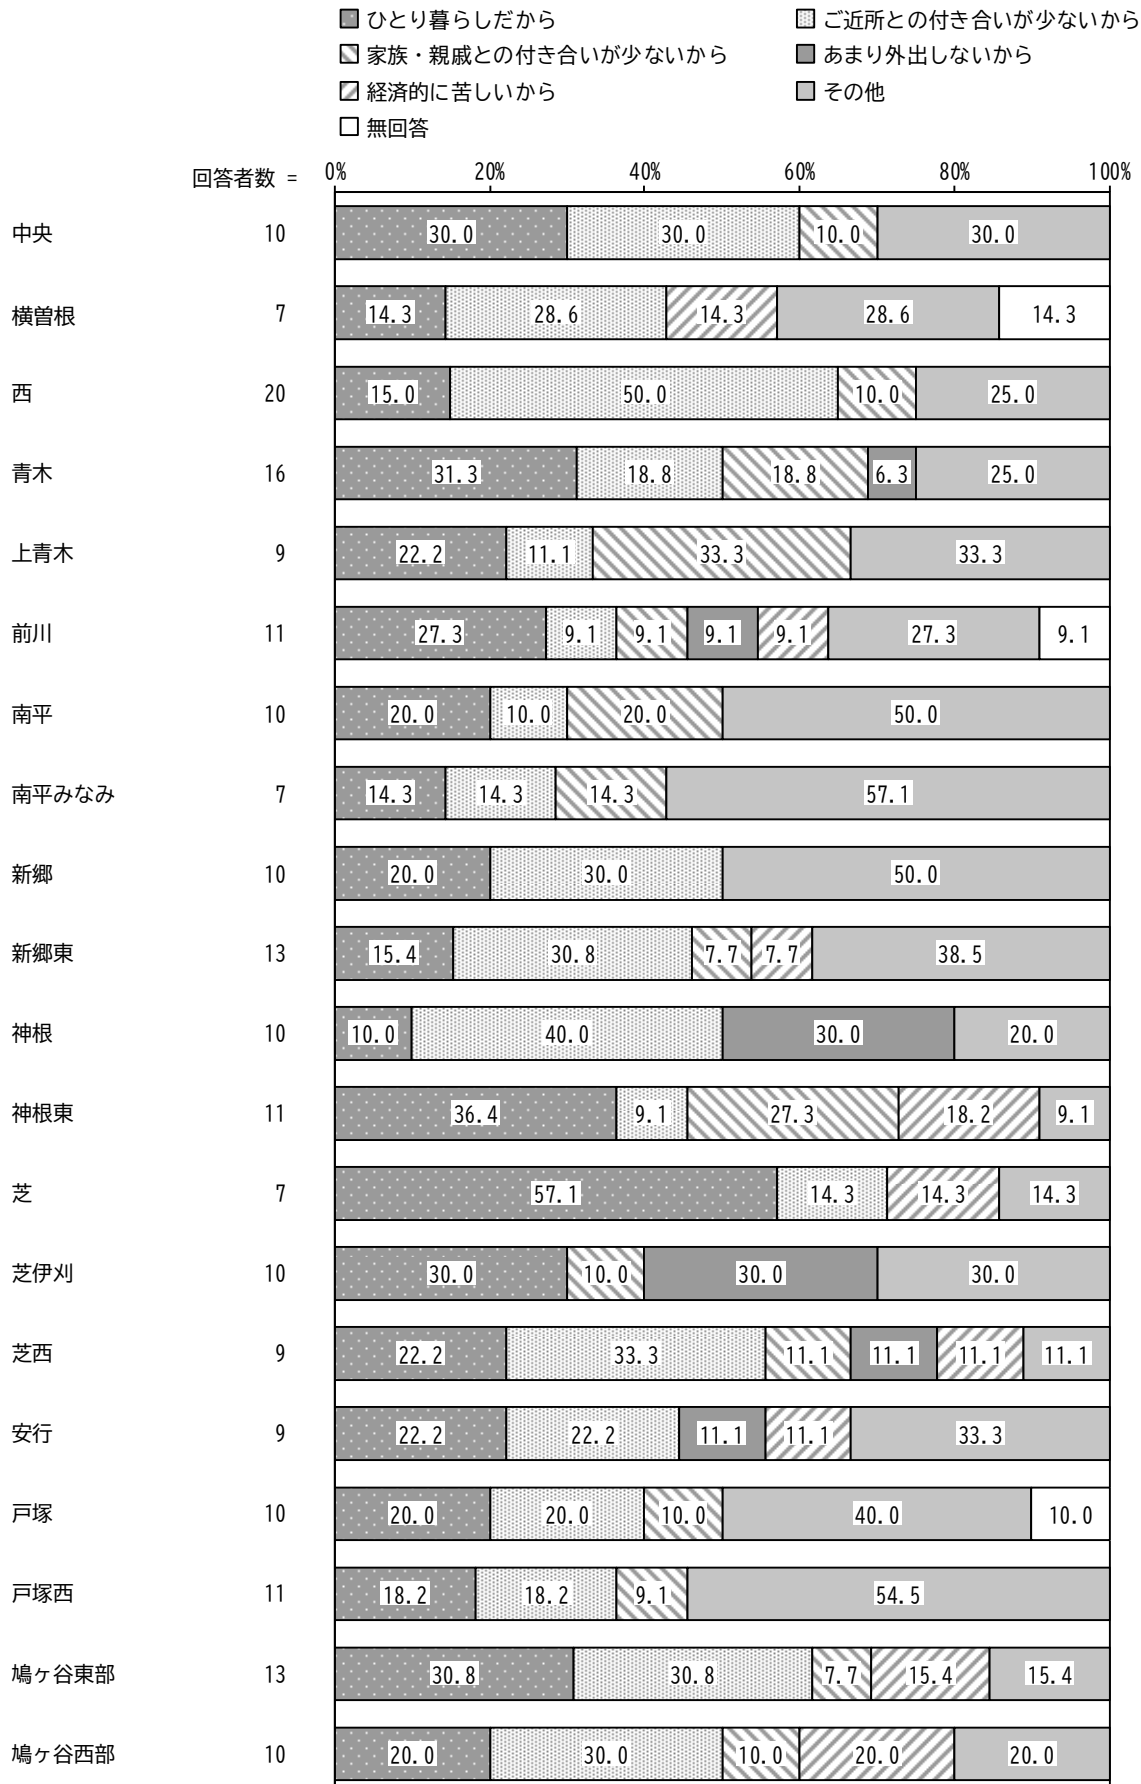 ひとり暮らしだから ご近所との付き合いが少ないから
家族・親戚との付き合いが少ないから あまり外出しないから
経済的に苦しいから その他
無回答
回答者数 = 0% 20% 40% 60% 80% 100%
中央 10 30.0 30.0 10.0 30.0
横曽根 7 14.3 28.6 14.3 28.6 14.3
西 20 15.0 50.0 10.0 25.0
青木 16 31.3 18.8 18.8 6.3 25.0
上青木 9 22.2 11.1 33.3 33.3
前川 11 27.3 9.1 9.1 9.1 9.1 27.3 9.1
南平 10 20.0 10.0 20.0 50.0
南平みなみ 7 14.3 14.3 14.3 57.1
新郷 10 20.0 30.0 50.0
新郷東 13 15.4 30.8 7.7 7.7 38.5
神根 10 10.0 40.0 30.0 20.0
神根東 11 36.4 9.1 27.3 18.2 9.1
芝 7 57.1 14.3 14.3 14.3
芝伊刈 10 30.0 10.0 30.0 30.0
芝西 9 22.2 33.3 11.1 11.1 11.1 11.1
安行 9 22.2 22.2 11.1 11.1 33.3
戸塚 10 20.0 20.0 10.0 40.0 10.0
戸塚西 11 18.2 18.2 9.1 54.5
鳩ヶ谷東部 13 30.8 30.8 7.7 15.4 15.4
鳩ヶ谷西部 10 20.0 30.0 10.0 20.0 20.0